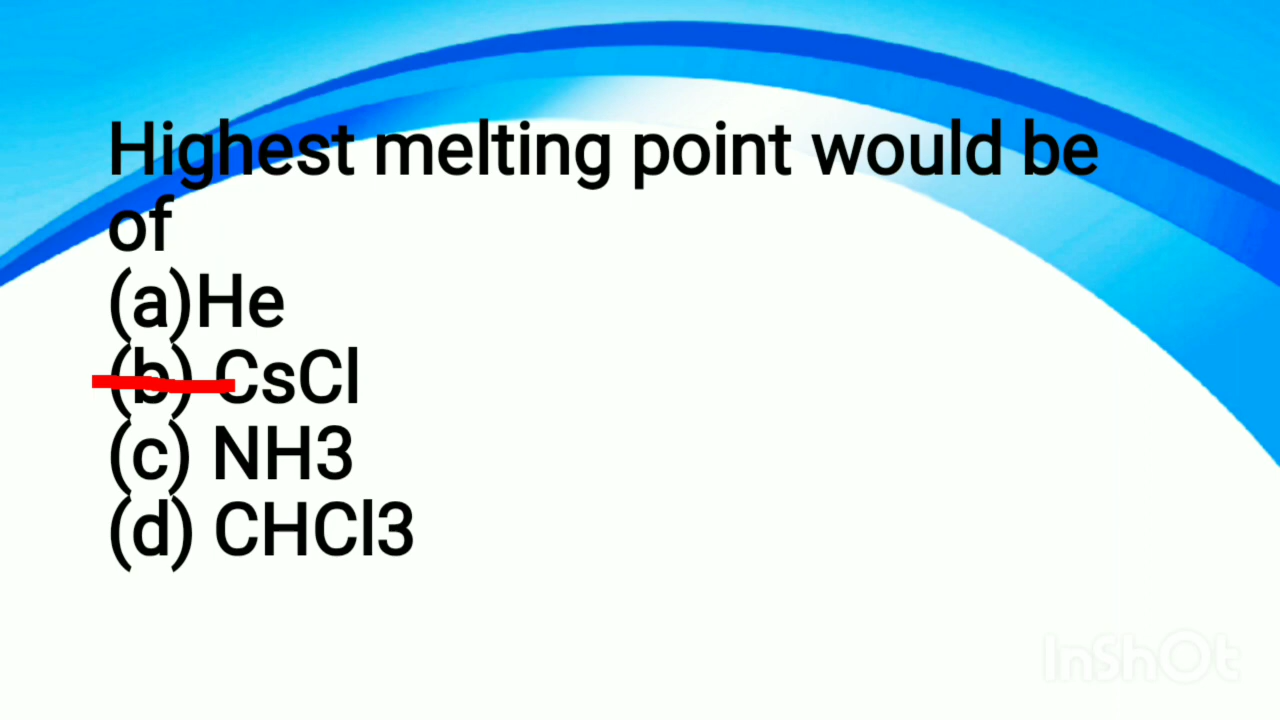 Highest melting point would be
of
(a)He
(b) CsCl
(c) NH3
(d) CHCl3
InShOt